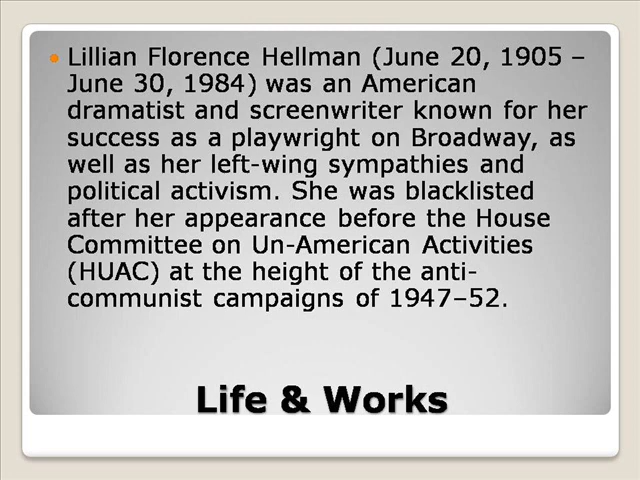 Lillian Florence Hellman (June 20, 1905 –
June 30, 1984) was an American
dramatist and screenwriter known for her
success as a playwright on Broadway, as
well as her left-wing sympathies and
political activism. She was blacklisted
after her appearance before the House
Committee on Un-American Activities
(HUAC) at the height of the anti-
communist campaigns of 1947–52.
Life & Works